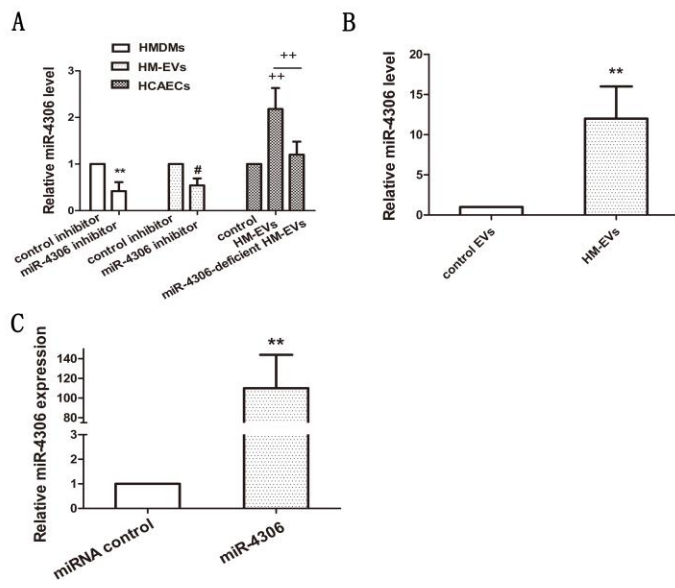 A
HMDMs
HM-EVs
HCAECs
Relative miR-4306 level
3
2
1
0
**
#
++
++
control inhibitor
miR-4306 inhibitor
control inhibitor
miR-4306 inhibitor
control
HM-EVs
miR-4306-deficient HM-EVs
B
Relative miR-4306 level
20
15
10
5
0
**
control EVs
HM-EVs
C
Relative miR-4306 expression
140
120
100
80
60
3
2
1
0
**
miRNA control
miR-4306